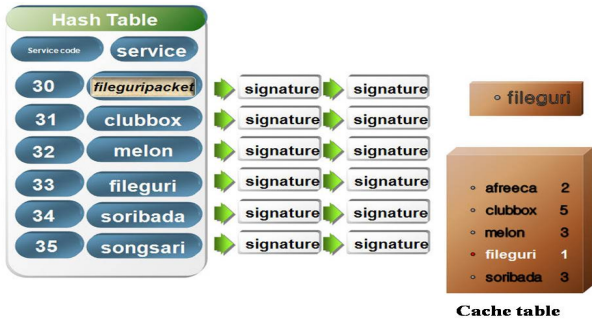 Hash Table
Service code service
30 fileguripacket signature signature
31 clubbox signature signature
32 melon signature signature
33 fileguri signature signature
34 soribada signature signature
35 songsari signature signature
fileguri
afreeca 2
clubbox 5
melon 3
fileguri 1
soribada 3
Cache table